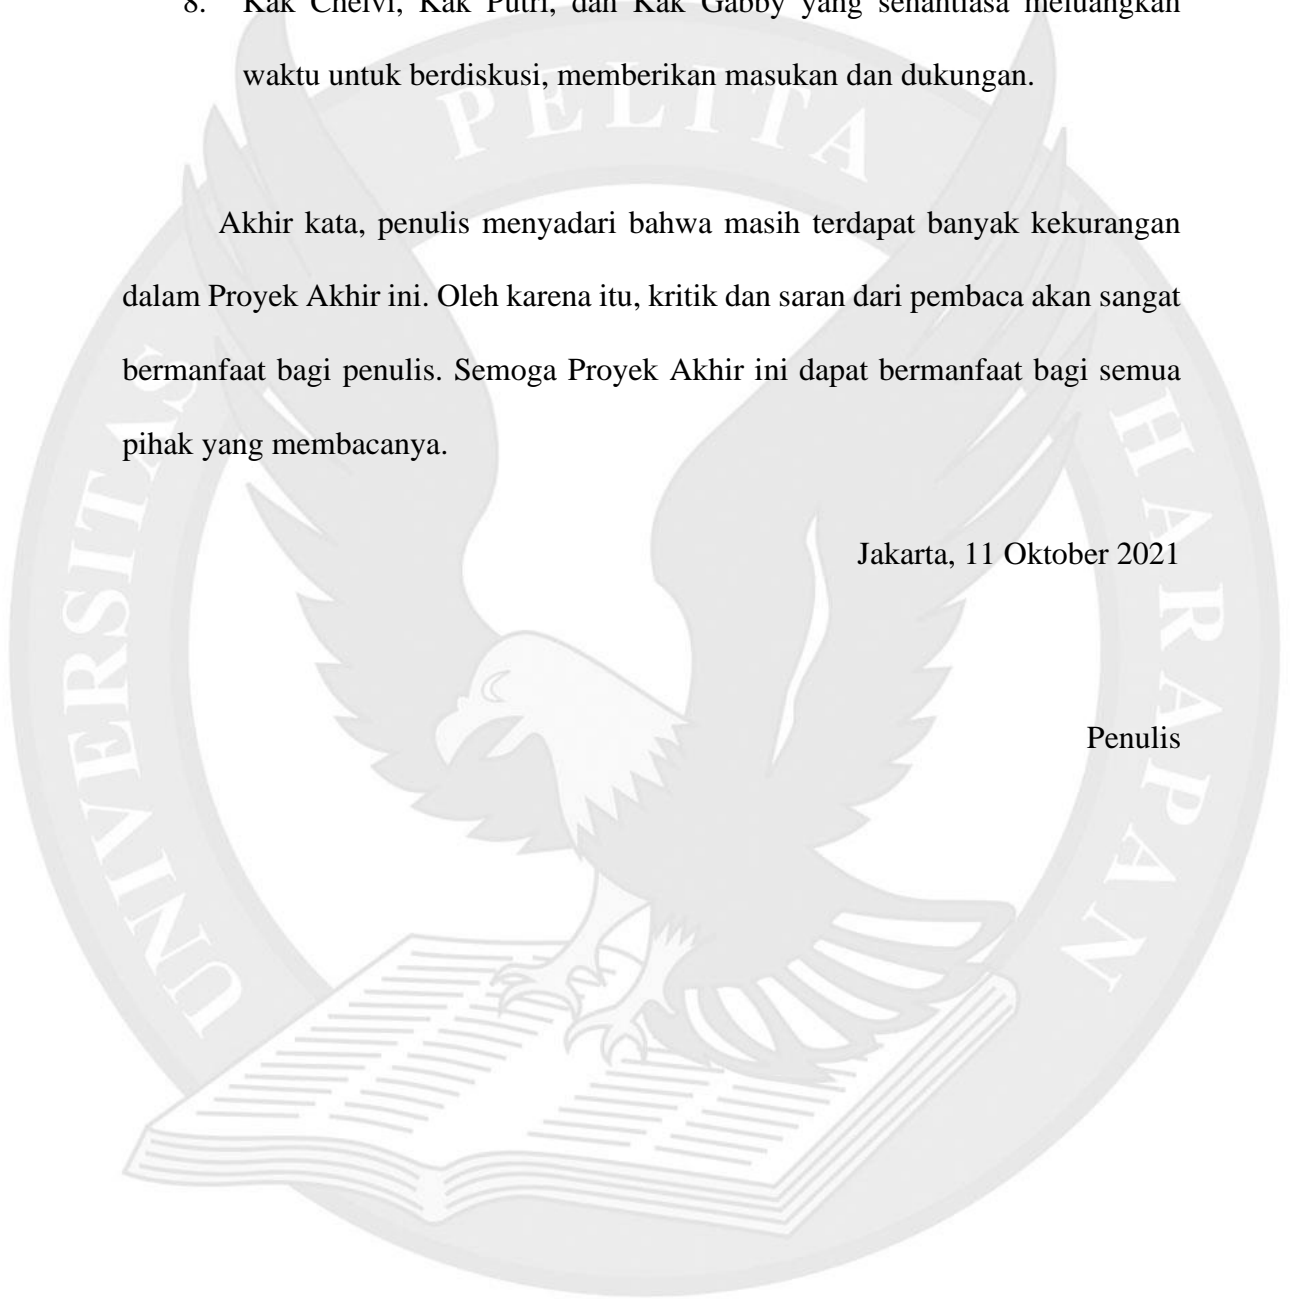 8. Kak Chelvi, Kak Putri, dan Kak Gabby yang senantiasa meluangkan
waktu untuk berdiskusi, memberikan masukan dan dukungan.
Akhir kata, penulis menyadari bahwa masih terdapat banyak kekurangan
dalam Proyek Akhir ini. Oleh karena itu, kritik dan saran dari pembaca akan sangat
bermanfaat bagi penulis. Semoga Proyek Akhir ini dapat bermanfaat bagi semua
pihak yang membacanya.
Jakarta, 11 Oktober 2021
Penulis
UNIVERSITAS PELITA HARAPAN